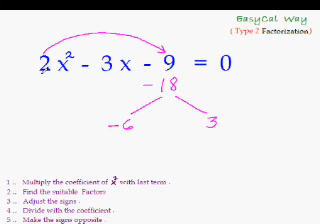 EasyCal Way
( Type 2 Factorization)
2x² - 3x - 9 = 0
-18
-6 3
1 .. Multiply the coefficient of x² with last term .
2 .. Find the suitable Factors
3 .. Adjust the signs .
4 .. Divide with the coefficient .
5 .. Make the signs opposite .